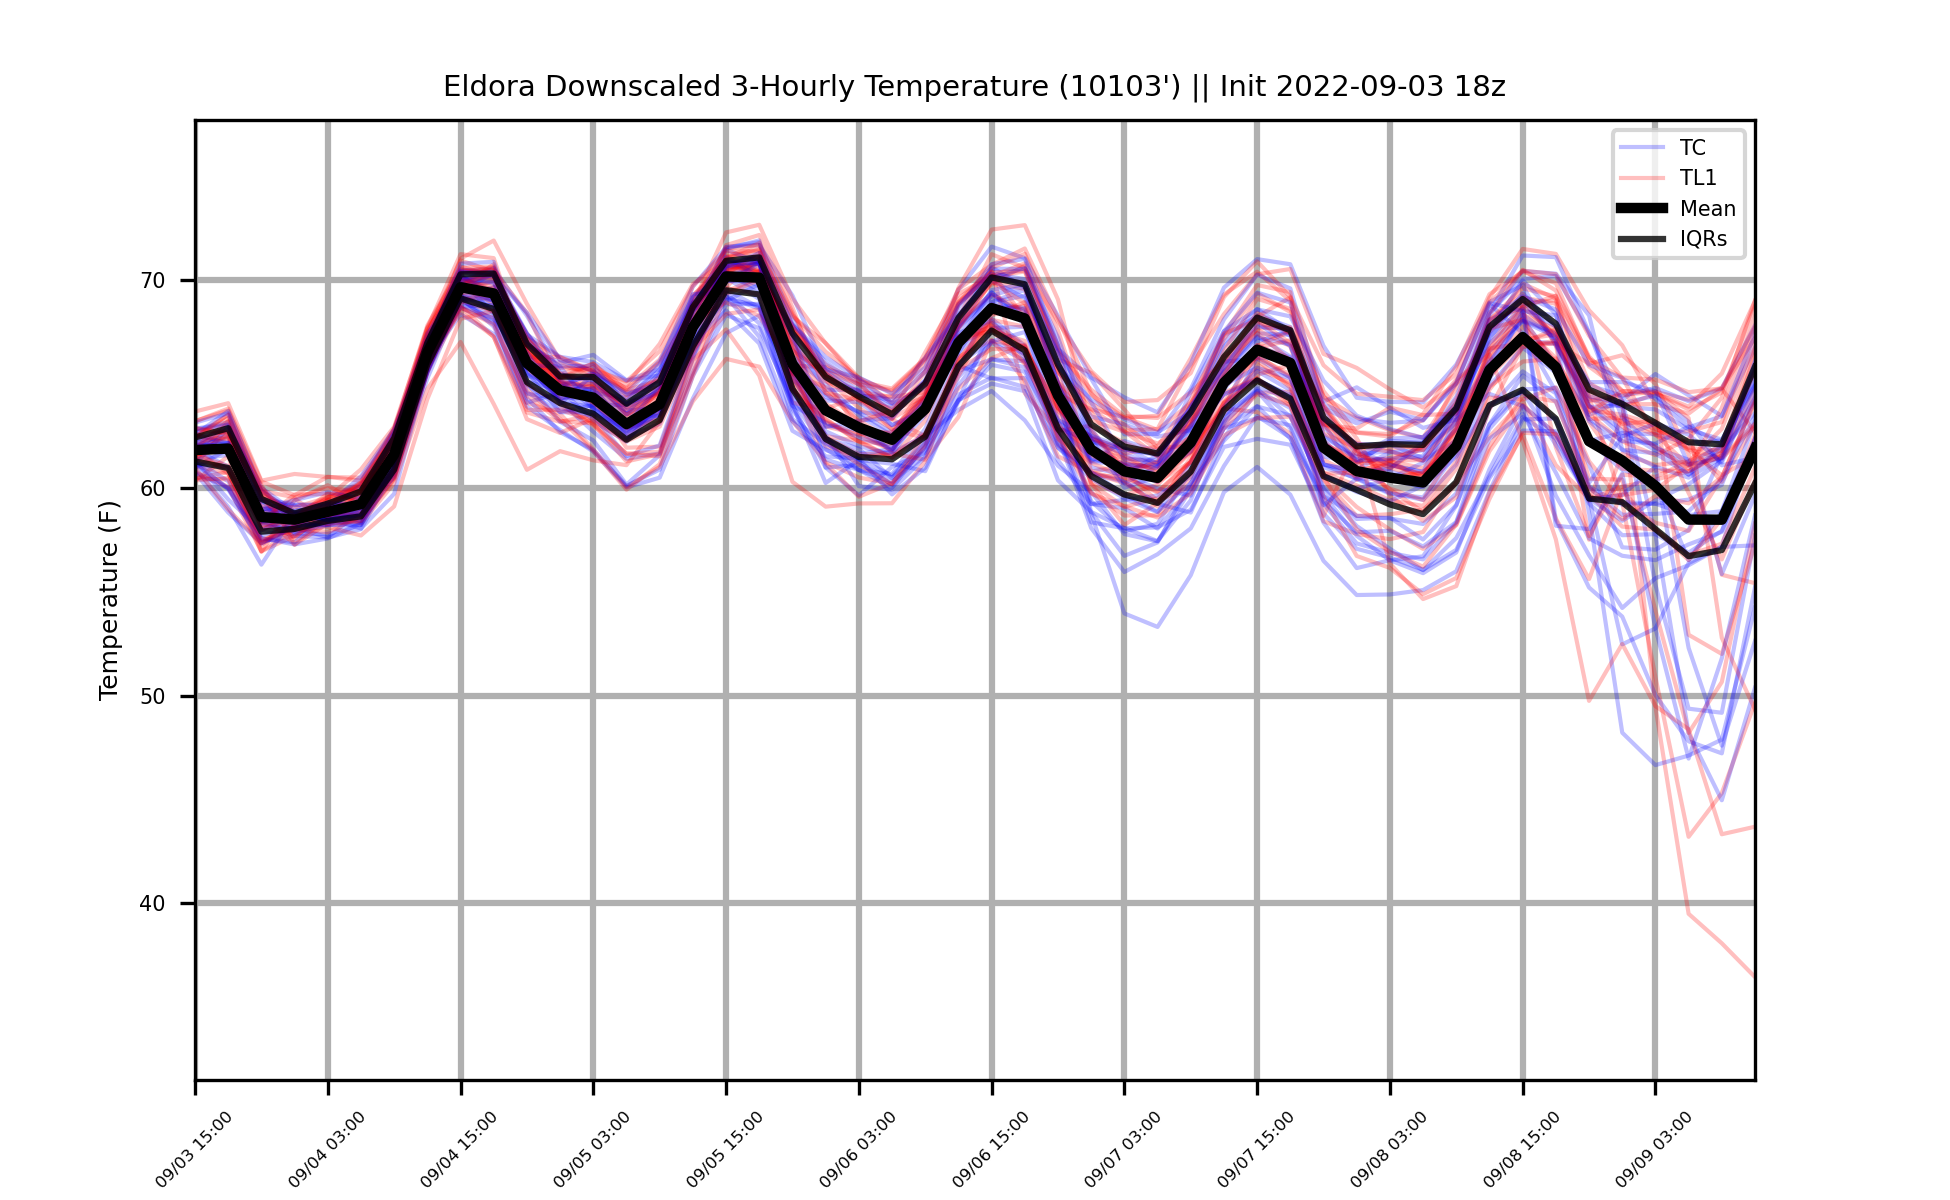 Eldora Downscaled 3-Hourly Temperature (10103') || Init 2022-09-03 18z
TC
TL1
Mean
IQRs
Temperature (F)
70
60
50
40
09/03 15:00
09/04 03:00
09/04 15:00
09/05 03:00
09/05 15:00
09/06 03:00
09/06 15:00
09/07 03:00
09/07 15:00
09/08 03:00
09/08 15:00
09/09 03:00